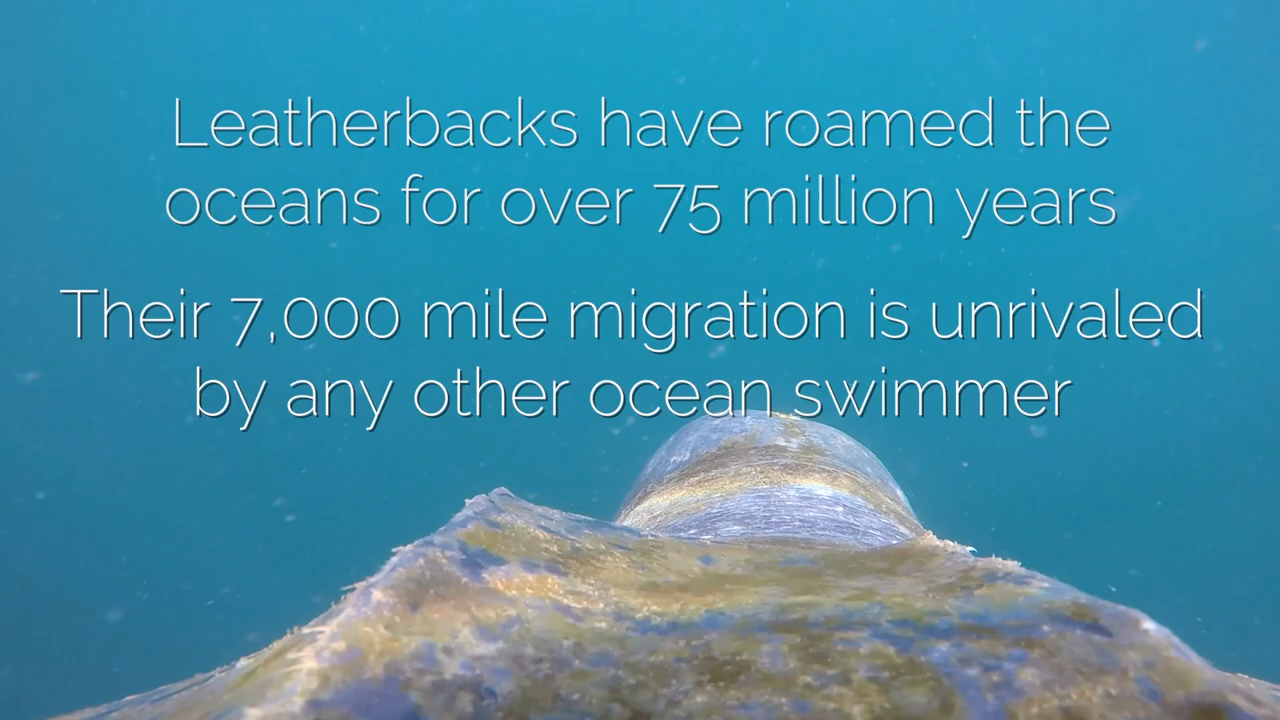 Leatherbacks have roamed the
oceans for over 75 million years
Their 7,000 mile migration is unrivaled
by any other ocean swimmer